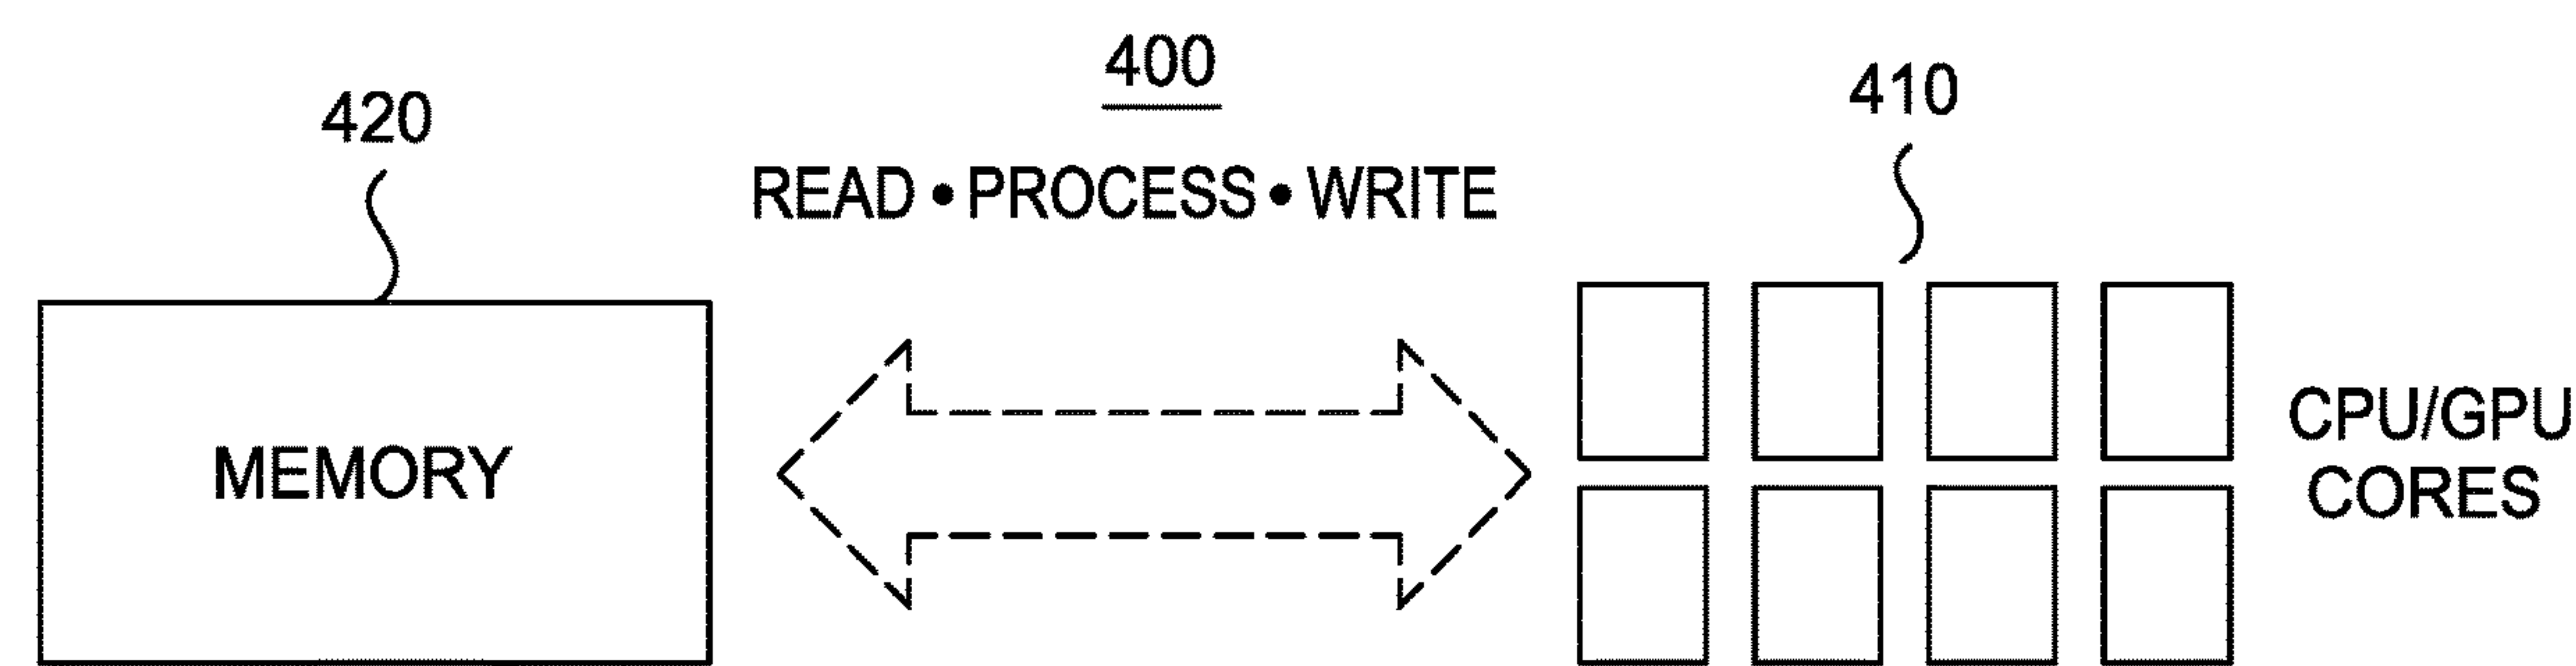 400
420
410
READ • PROCESS • WRITE
MEMORY
CPU/GPU
CORES